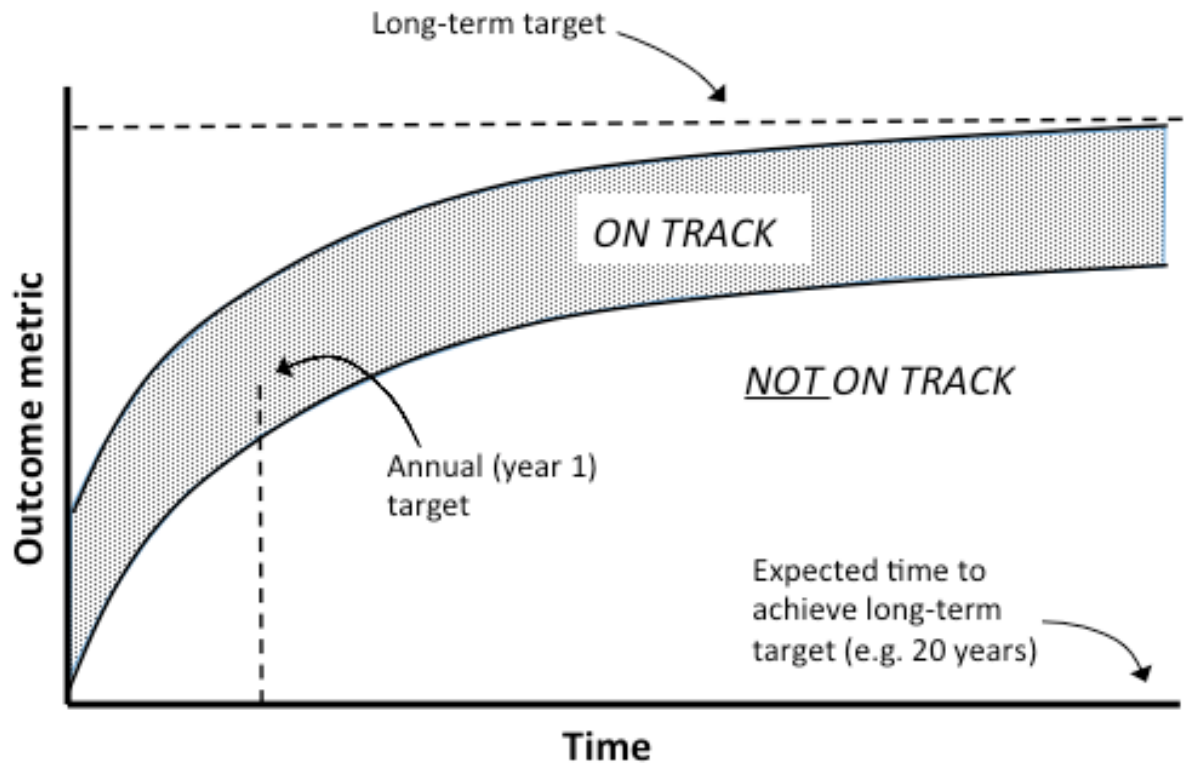 Long-term target
ON TRACK
Outcome metric
NOT ON TRACK
Annual (year 1)
target
Expected time to
achieve long-term
target (e.g. 20 years)
Time